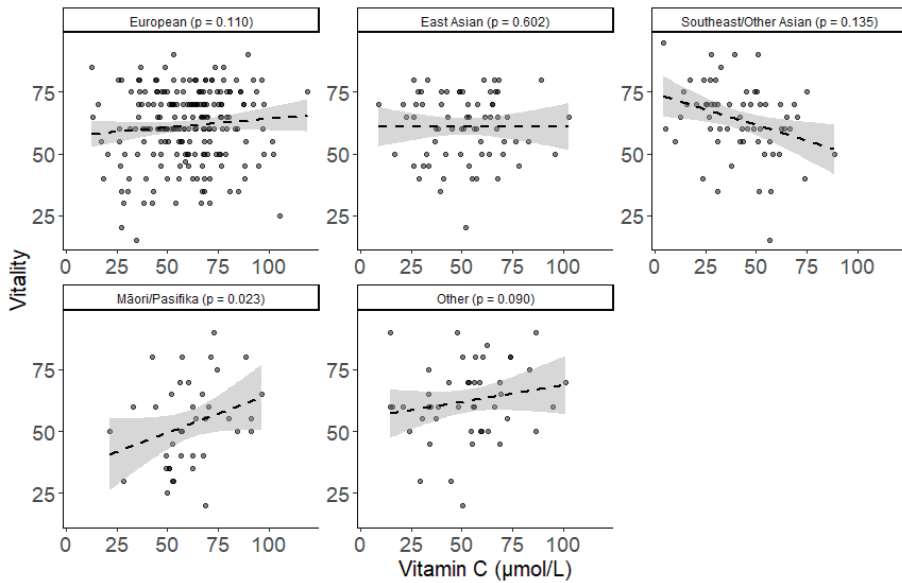 European (p = 0.110)
East Asian (p = 0.602)
Southeast/Other Asian (p = 0.135)
75
50
25
0 25 50 75 100
75
50
25
0 25 50 75 100
75
50
25
0 25 50 75 100
Vitality
Māori/Pasifika (p = 0.023)
Other (p = 0.090)
75
50
25
0 25 50 75 100
75
50
25
0 25 50 75 100
Vitamin C (µmol/L)